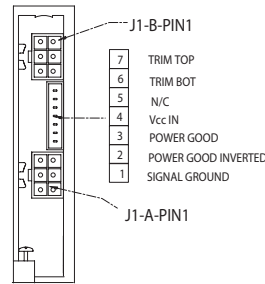 J1-B-PIN1
7 TRIM TOP
6 TRIM BOT
5 N/C
4 Vcc IN
3 POWER GOOD
2 POWER GOOD INVERTED
1 SIGNAL GROUND
J1-A-PIN1